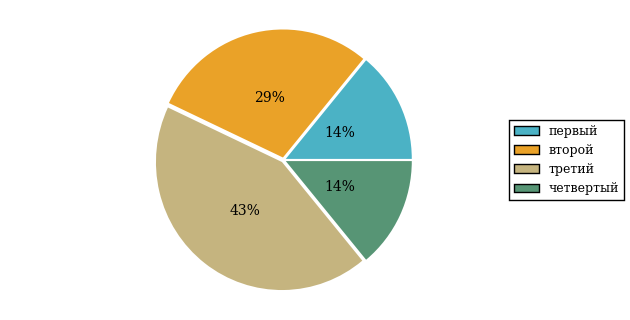 29%
14%
14%
43%
первый
второй
третий
четвертый